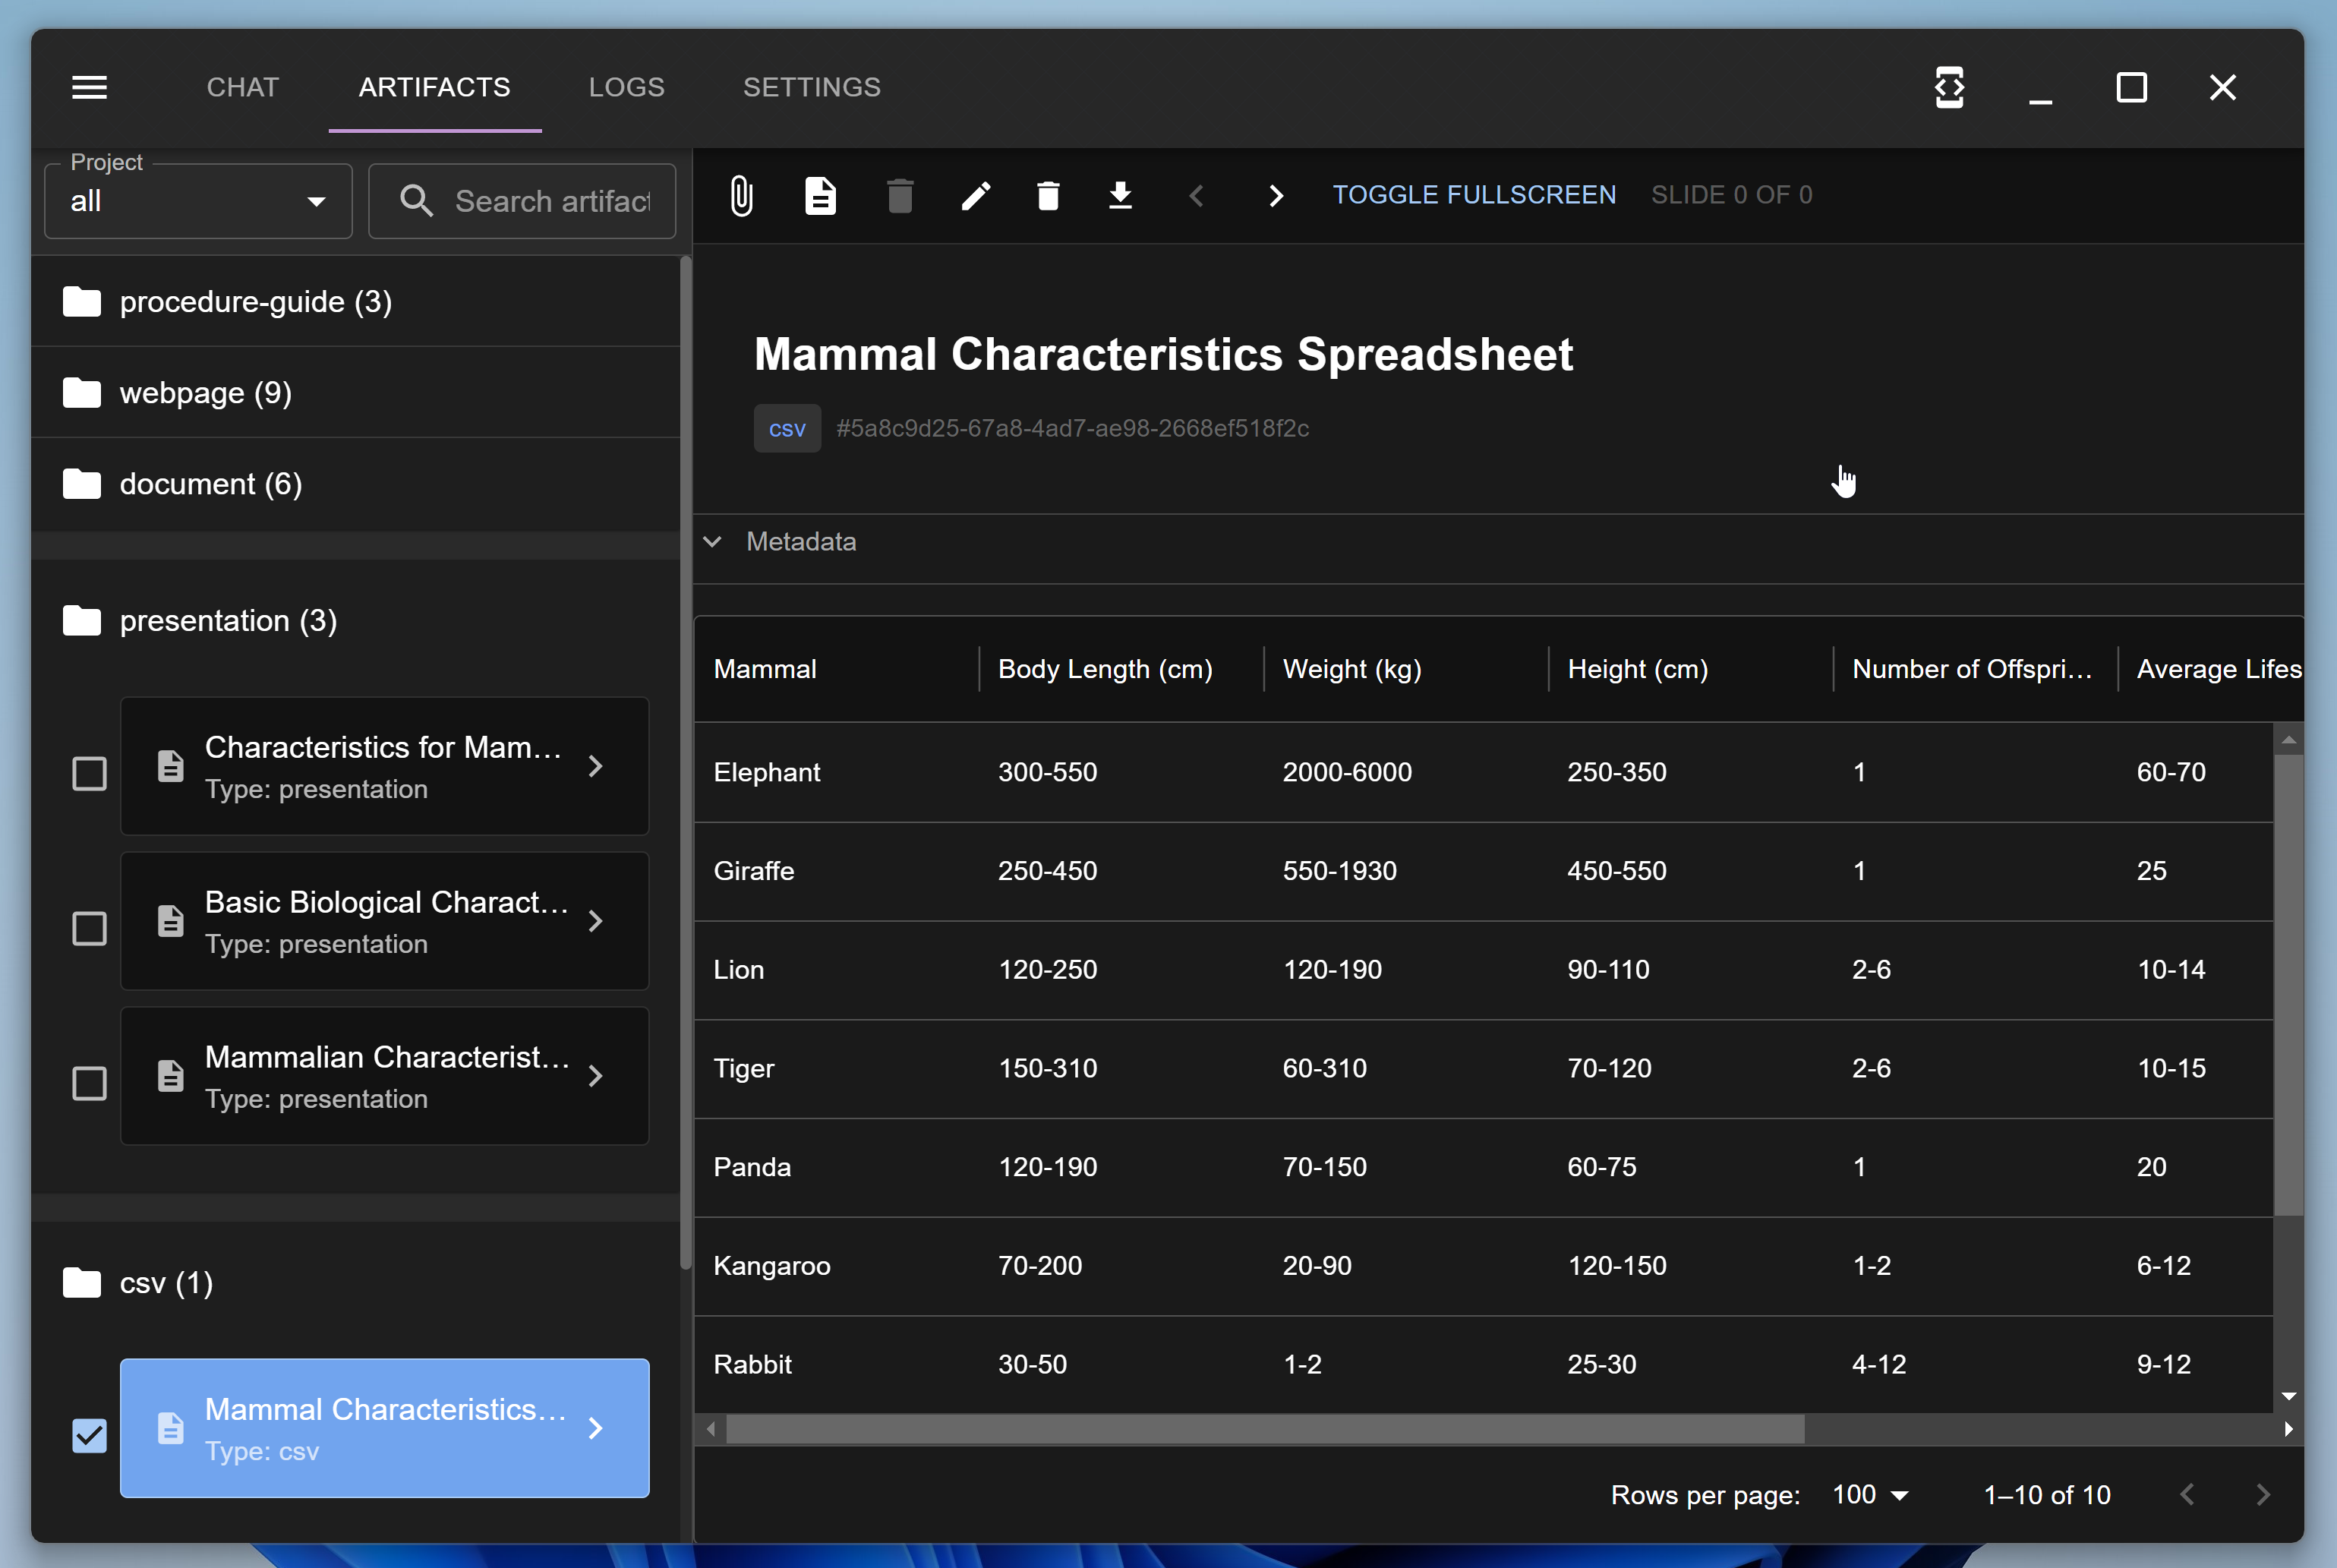 CHAT ARTIFACTS LOGS SETTINGS
Project
all
Search artifact
procedure-guide (3)
webpage (9)
document (6)
presentation (3)
Characteristics for Mam...
Type: presentation
Basic Biological Charact...
Type: presentation
Mammalian Characterist...
Type: presentation
csv (1)
Mammal Characteristics...
Type: csv
TOGGLE FULLSCREEN SLIDE 0 OF 0
Mammal Characteristics Spreadsheet
csv #5a8c9d25-67a8-4ad7-ae98-2668ef518f2c
Metadata
Mammal Body Length (cm) Weight (kg) Height (cm) Number of Offspri... Average Lifes
Elephant 300-550 2000-6000 250-350 1 60-70
Giraffe 250-450 550-1930 450-550 1 25
Lion 120-250 120-190 90-110 2-6 10-14
Tiger 150-310 60-310 70-120 2-6 10-15
Panda 120-190 70-150 60-75 1 20
Kangaroo 70-200 20-90 120-150 1-2 6-12
Rabbit 30-50 1-2 25-30 4-12 9-12
Rows per page: 100 1–10 of 10